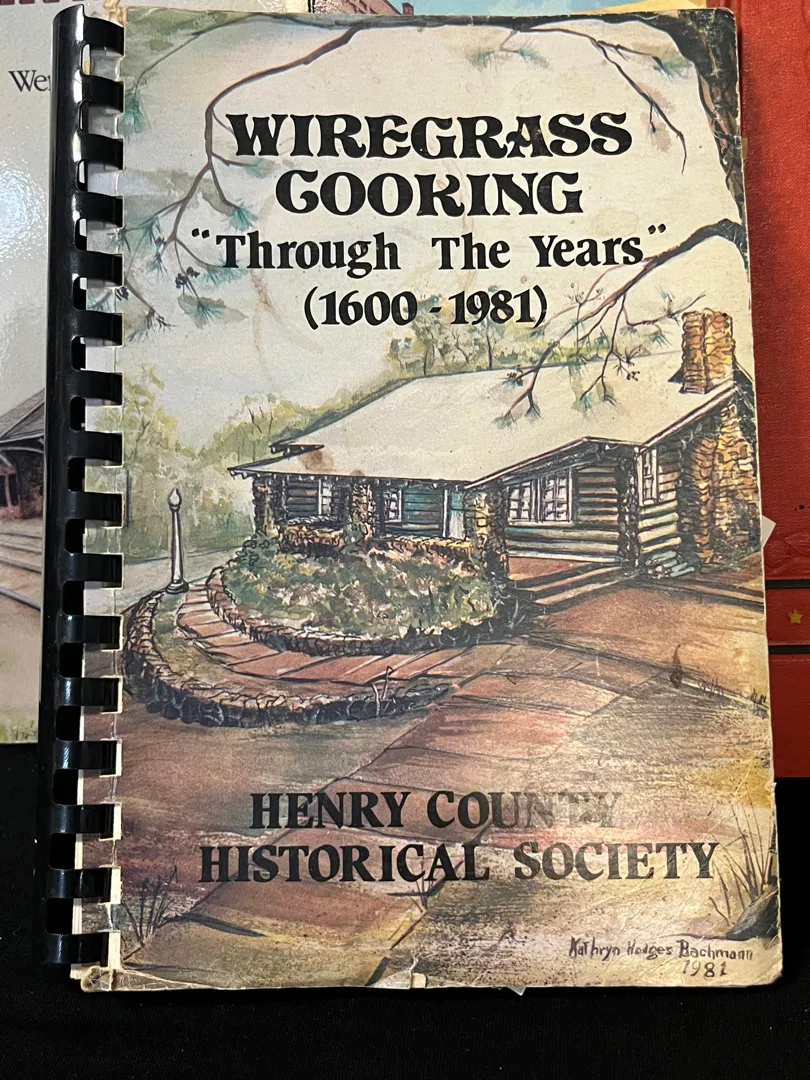 WIREGRASS
COOKING
"Through The Years"
(1600-1981)
HENRY COUNTY
HISTORICAL SOCIETY
Kathryn Hodges Bachmann
1981